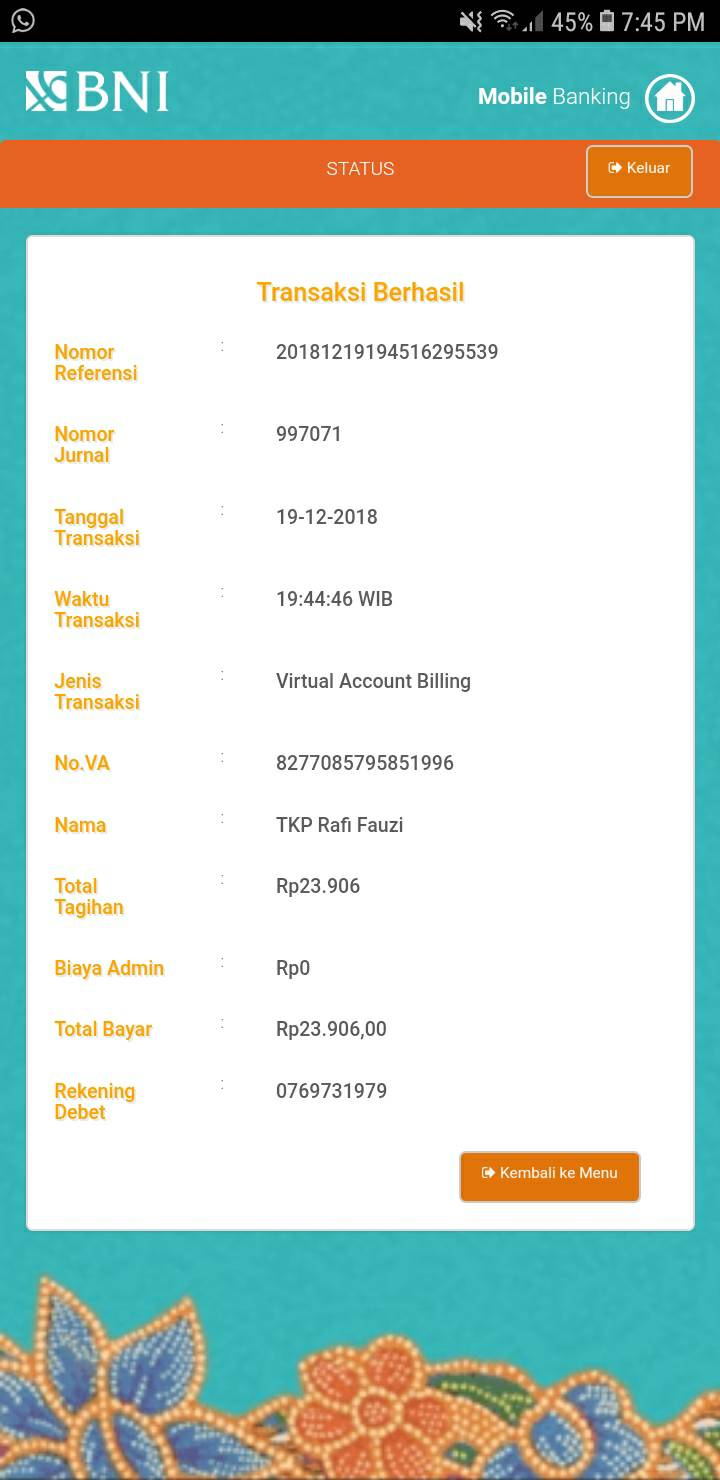 45% 7:45 PM
BNI
Mobile Banking
STATUS
Keluar
Transaksi Berhasil
Nomor : 20181219194516295539
Referensi
Nomor : 997071
Jurnal
Tanggal : 19-12-2018
Transaksi
Waktu : 19:44:46 WIB
Transaksi
Jenis : Virtual Account Billing
Transaksi
No.VA : 8277085795851996
Nama : TKP Rafi Fauzi
Total : Rp23.906
Tagihan
Biaya Admin : Rp0
Total Bayar : Rp23.906,00
Rekening : 0769731979
Debet
Kembali ke Menu